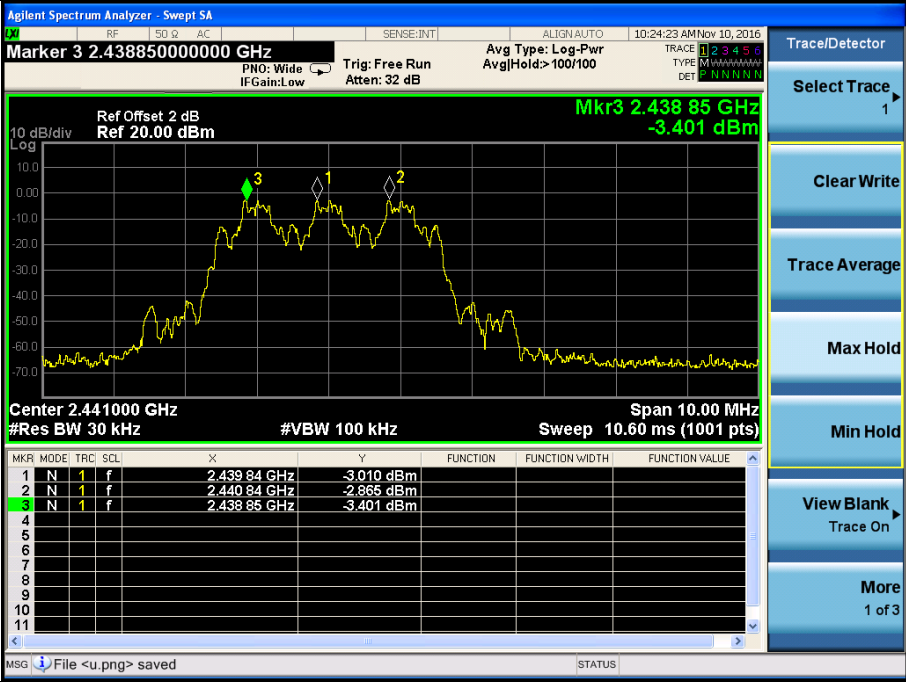 Agilent Spectrum Analyzer - Swept SA
LXI RF 50 Ω AC SENSE:INT ALIGN AUTO 10:24:23 AM Nov 10, 2016
Marker 3 2.438850000000 GHz
PNO: Wide
IFGain:Low
Trig: Free Run
Atten: 32 dB
Avg Type: Log-Pwr
Avg|Hold:>100/100
TRACE 1 2 3 4 5 6
TYPE M WWWWW
DET P N N N N N
Mkr3 2.438 85 GHz
-3.401 dBm
Ref Offset 2 dB
10 dB/div Ref 20.00 dBm
Log
10.0
0.00
-10.0
-20.0
-30.0
-40.0
-50.0
-60.0
-70.0
3 1 2
Center 2.441000 GHz Span 10.00 MHz
#Res BW 30 kHz #VBW 100 kHz Sweep 10.60 ms (1001 pts)
MKR MODE TRC SCL X Y FUNCTION FUNCTION WIDTH FUNCTION VALUE
1 N 1 f 2.439 84 GHz -3.010 dBm
2 N 1 f 2.440 84 GHz -2.865 dBm
3 N 1 f 2.438 85 GHz -3.401 dBm
4
5
6
7
8
9
10
11
MSG File <u.png> saved STATUS
Trace/Detector
Select Trace
1
Clear Write
Trace Average
Max Hold
Min Hold
View Blank
Trace On
More
1 of 3